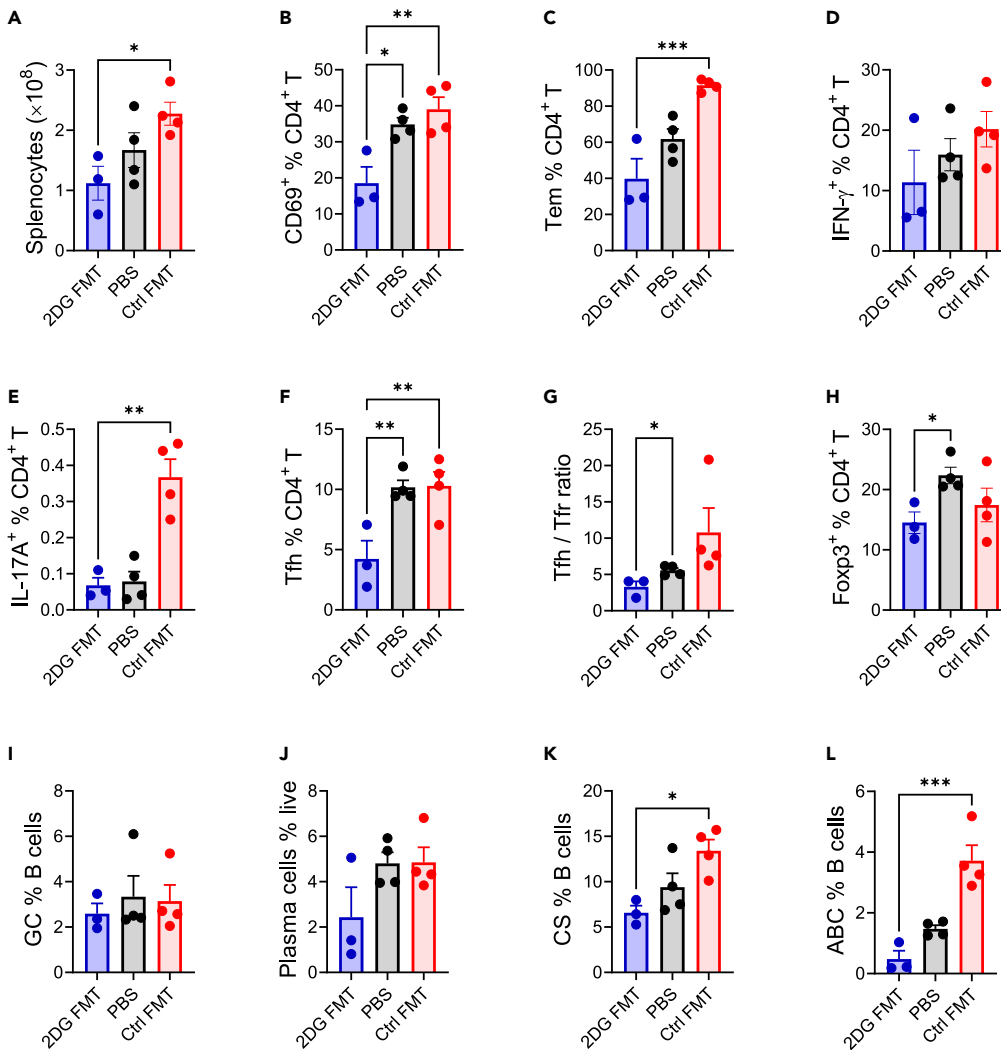 A
Splenocytes (×10⁸)
3
2
1
0
*
2DG FMT
PBS
Ctrl FMT
B
CD69⁺ % CD4⁺ T
50
40
30
20
10
0
**
*
2DG FMT
PBS
Ctrl FMT
C
Tem % CD4⁺ T
100
80
60
40
20
0
***
2DG FMT
PBS
Ctrl FMT
D
IFN-γ⁺ % CD4⁺ T
30
20
10
0
2DG FMT
PBS
Ctrl FMT
E
IL-17A⁺ % CD4⁺ T
0.5
0.4
0.3
0.2
0.1
0.0
**
2DG FMT
PBS
Ctrl FMT
F
Tfh % CD4⁺ T
15
10
5
0
**
**
2DG FMT
PBS
Ctrl FMT
G
Tfh / Tfr ratio
25
20
15
10
5
0
*
2DG FMT
PBS
Ctrl FMT
H
Foxp3⁺ % CD4⁺ T
30
20
10
0
*
2DG FMT
PBS
Ctrl FMT
I
GC % B cells
8
6
4
2
0
2DG FMT
PBS
Ctrl FMT
J
Plasma cells % live
8
6
4
2
0
2DG FMT
PBS
Ctrl FMT
K
CS % B cells
20
15
10
5
0
*
2DG FMT
PBS
Ctrl FMT
L
ABC % B cells
6
4
2
0
***
2DG FMT
PBS
Ctrl FMT